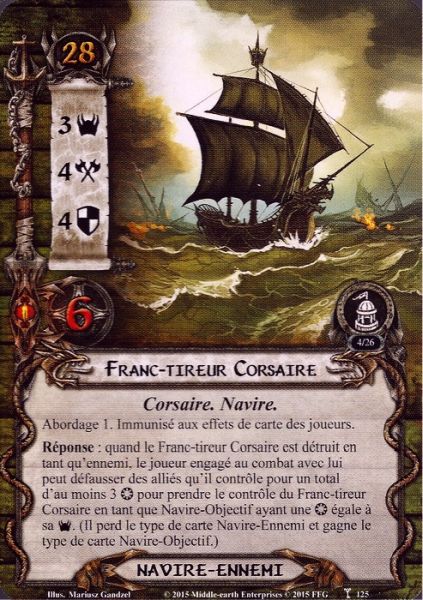 28
3
4
4
6
4/26
Franc-tireur Corsaire
Corsaire. Navire.
Abordage 1. Immunisé aux effets de carte des joueurs.
Réponse : quand le Franc-tireur Corsaire est détruit en
tant qu'ennemi, le joueur engagé au combat avec lui
peut défausser des alliés qu'il contrôle pour un total
d'au moins 3 pour prendre le contrôle du Franc-tireur
Corsaire en tant que Navire-Objectif ayant une égale à
sa . (Il perd le type de carte Navire-Ennemi et gagne le
type de carte Navire-Objectif.)
NAVIRE-ENNEMI
Illus. Mariusz Gandzel © 2015 Middle-earth Enterprises © 2015 FFG 125